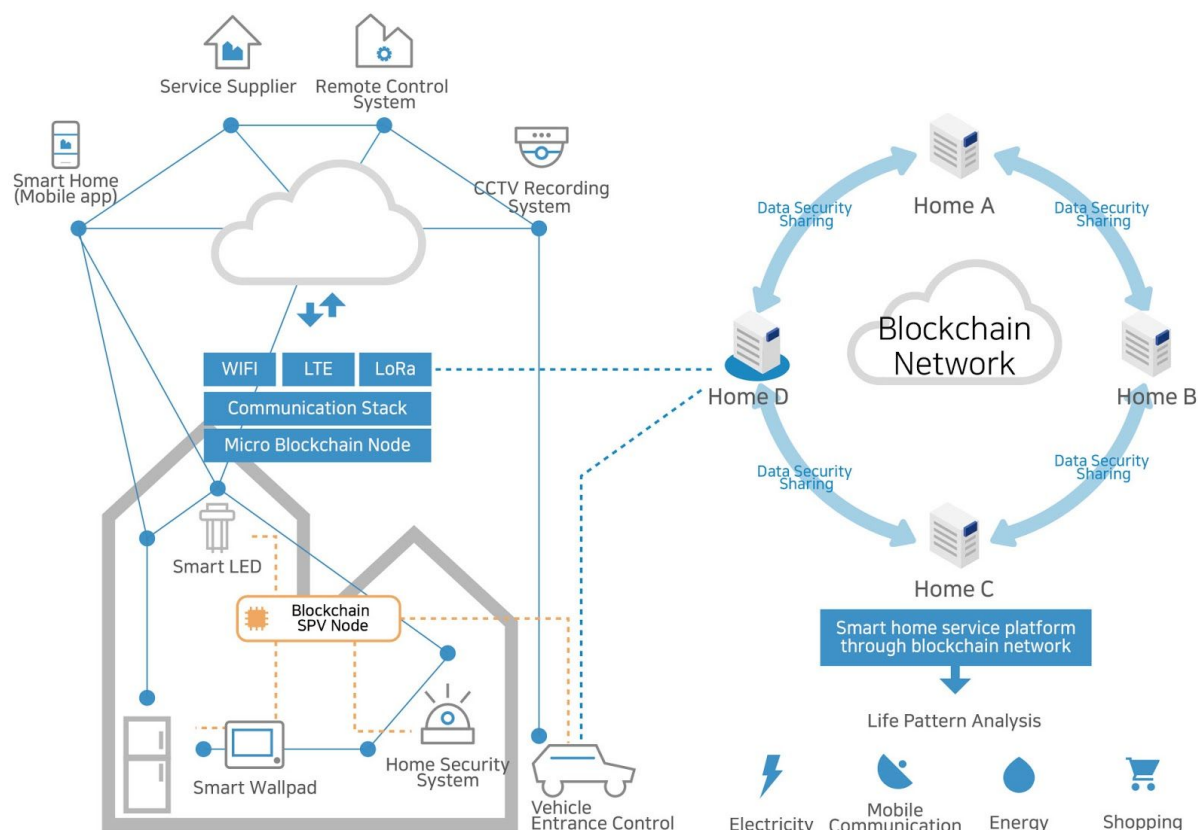 Service Supplier
Remote Control
System
Smart Home
(Mobile app)
CCTV Recording
System
WIFI
LTE
LoRa
Communication Stack
Micro Blockchain Node
Smart LED
Blockchain
SPV Node
Smart Wallpad
Home Security
System
Vehicle
Entrance Control
Home A
Data Security
Sharing
Data Security
Sharing
Blockchain
Network
Home D
Home B
Data Security
Sharing
Data Security
Sharing
Home C
Smart home service platform
through blockchain network
Life Pattern Analysis
Electricity
Mobile
Communication
Energy
Shopping